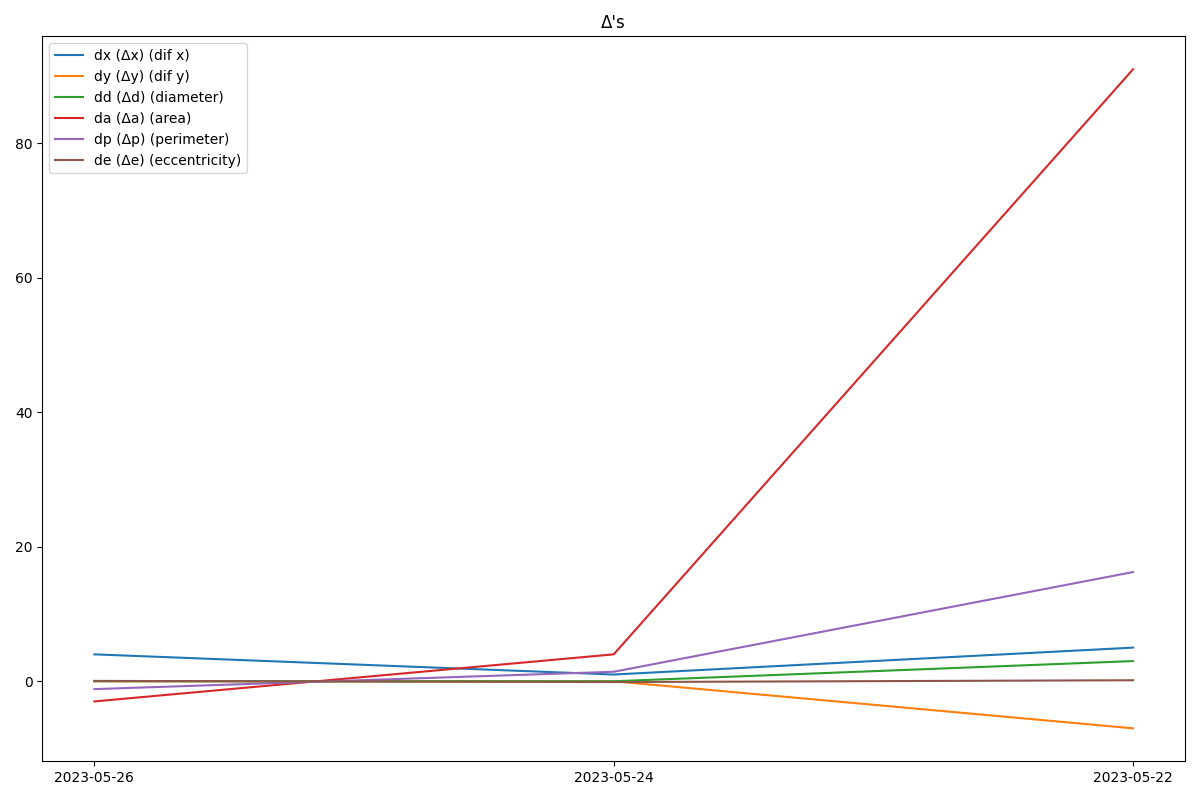 Δ's
dx (Δx) (dif x)
dy (Δy) (dif y)
dd (Δd) (diameter)
da (Δa) (area)
dp (Δp) (perimeter)
de (Δe) (eccentricity)
80
60
40
20
0
2023-05-26
2023-05-24
2023-05-22